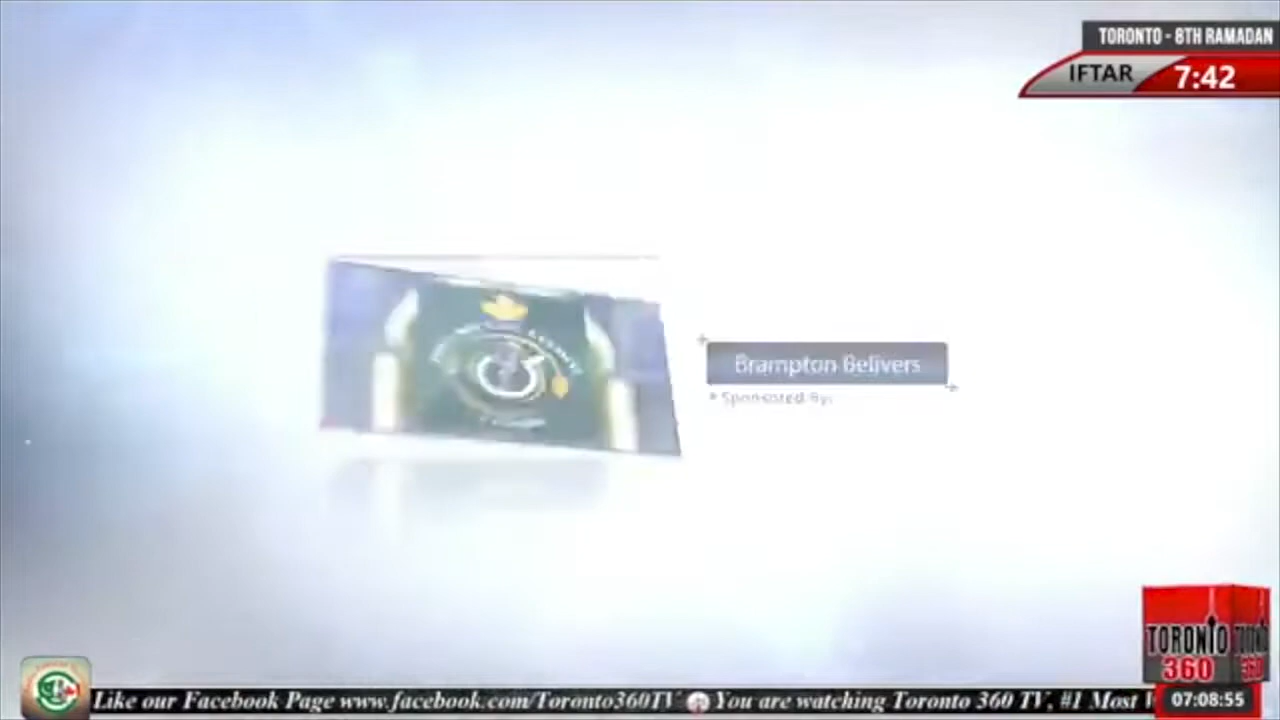 TORONTO - 8TH RAMADAN
IFTAR 7:42
Brampton Belivers
Sponsored By:
TORONTO
360
Like our Facebook Page www.facebook.com/Toronto360TV You are watching Toronto 360 TV, #1 Most
07:08:55